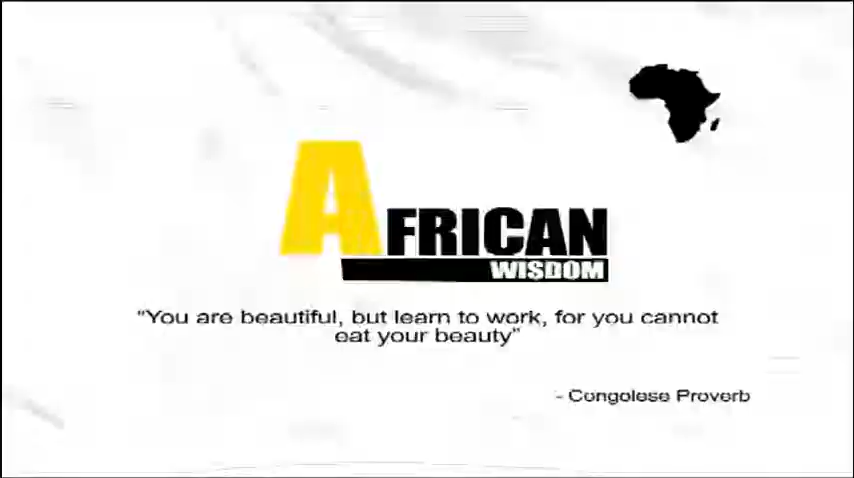 AFRICAN
WISDOM
"You are beautiful, but learn to work, for you cannot
eat your beauty"
- Congolese Proverb